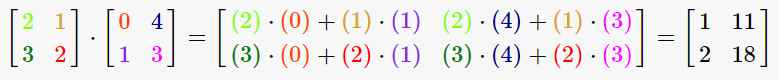 [2 1; 3 2] · [0 4; 1 3] = [(2)·(0)+(1)·(1) (2)·(4)+(1)·(3); (3)·(0)+(2)·(1) (3)·(4)+(2)·(3)] = [1 11; 2 18]